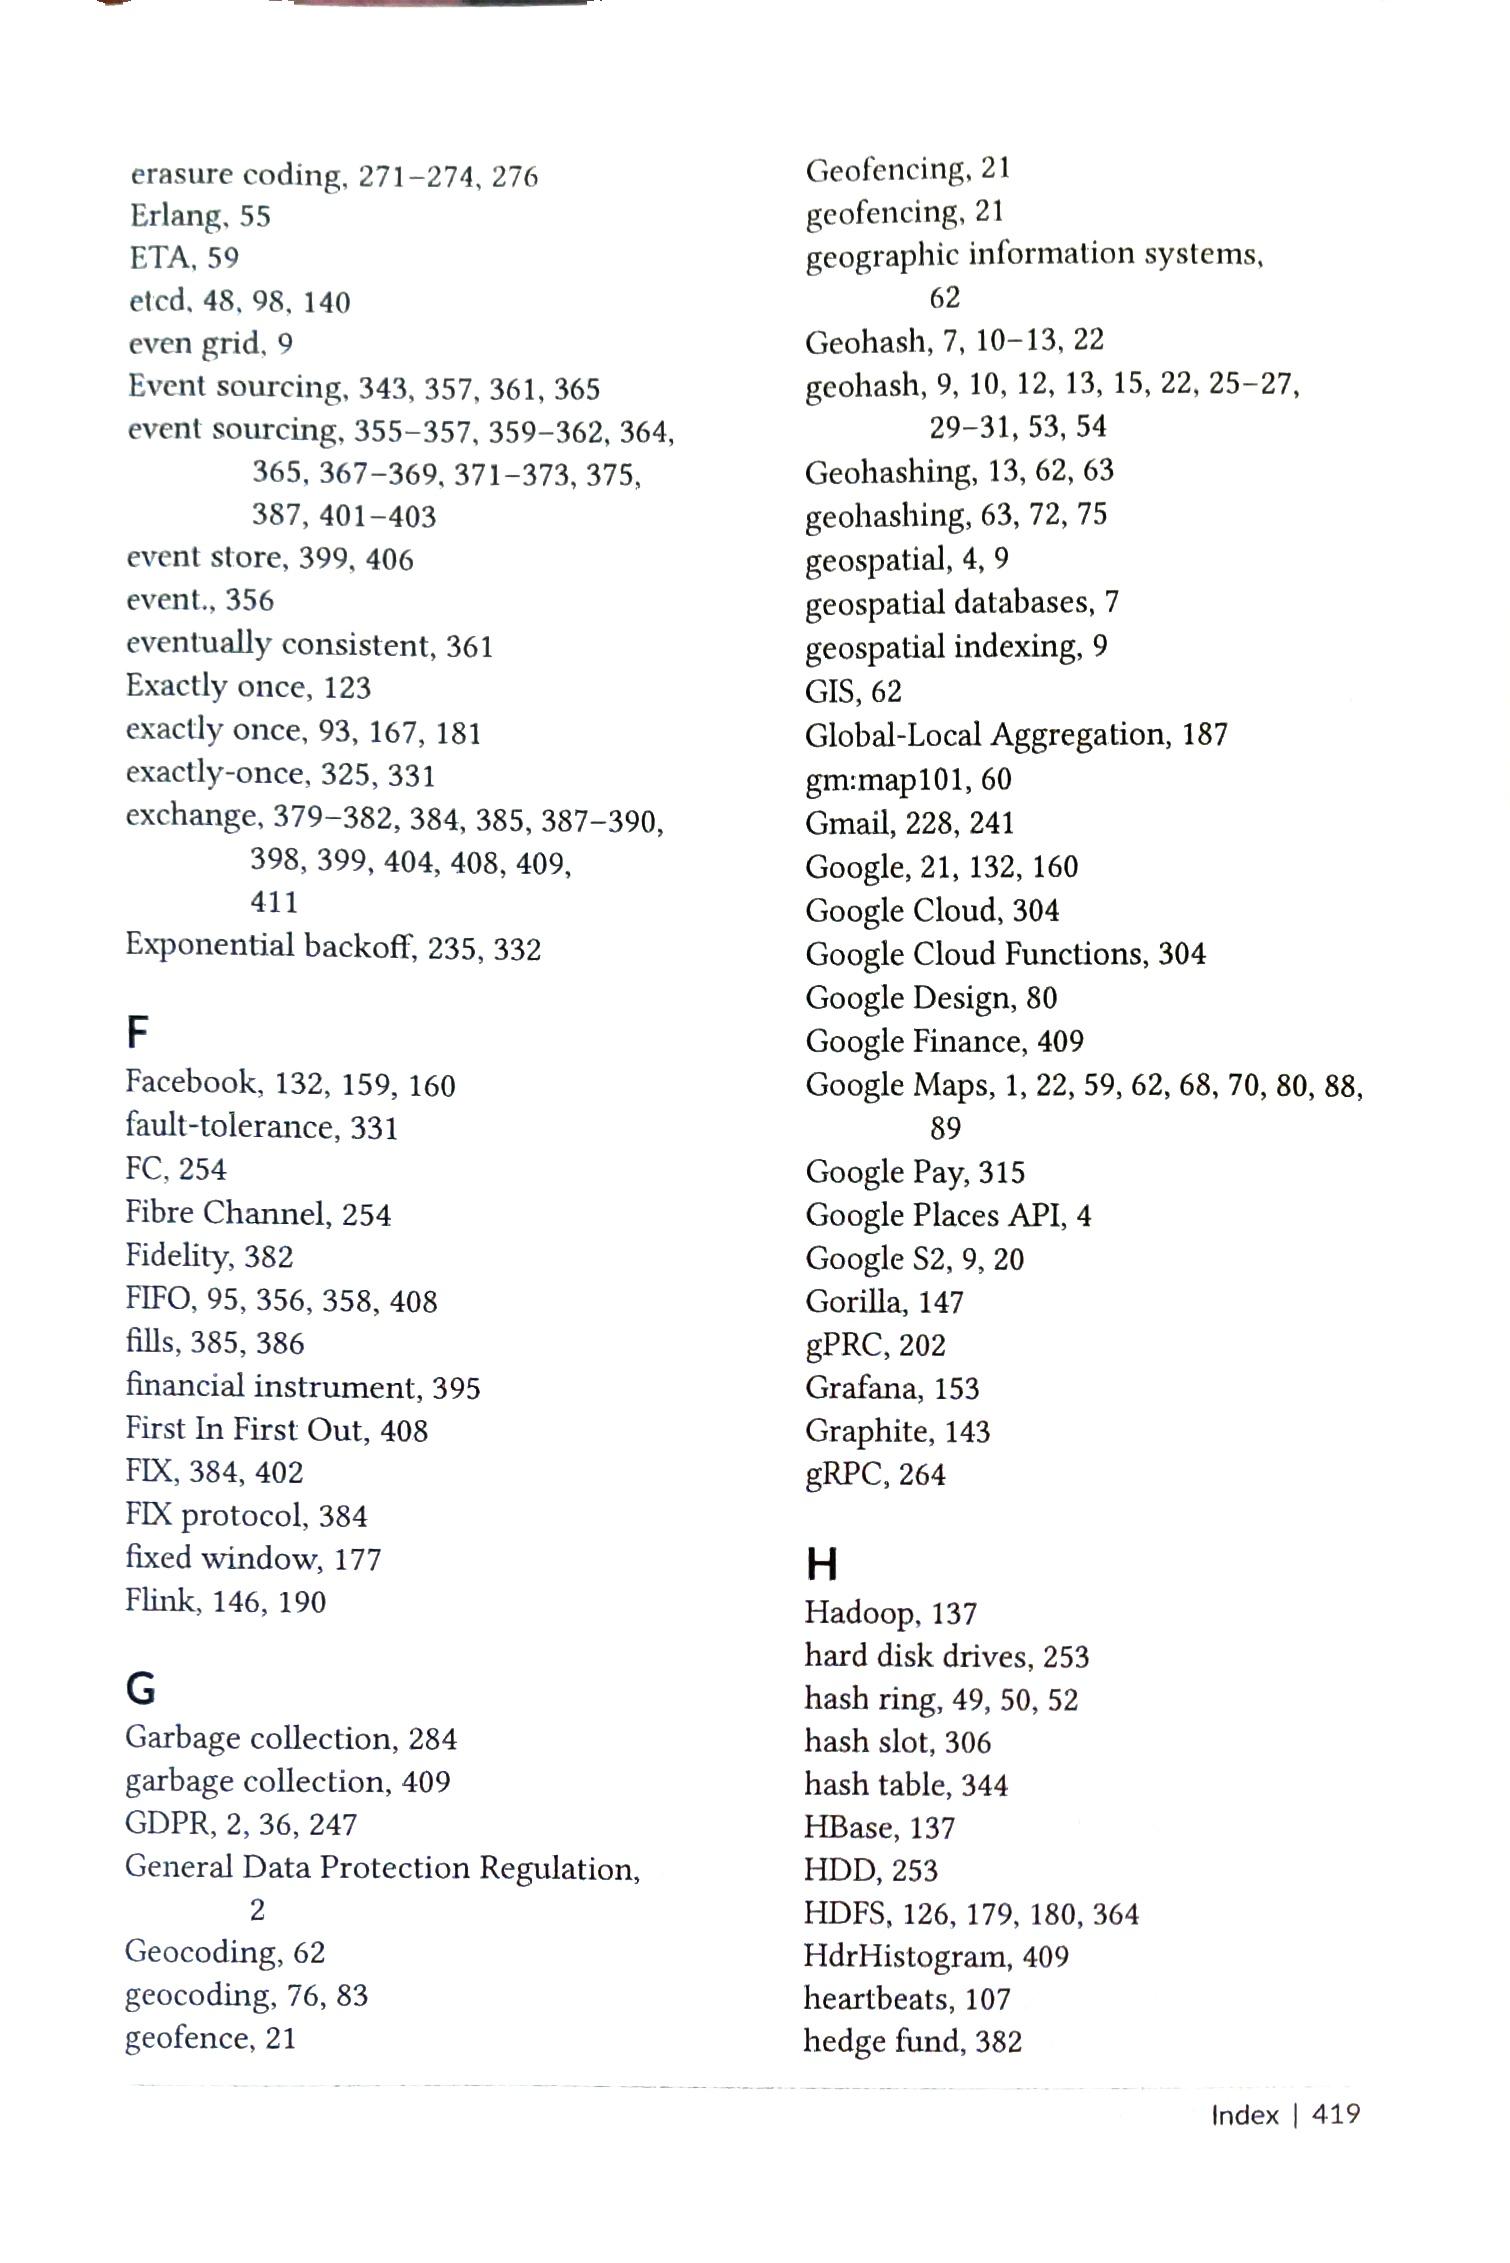 erasure coding, 271–274, 276
Erlang, 55
ETA, 59
etcd, 48, 98, 140
even grid, 9
Event sourcing, 343, 357, 361, 365
event sourcing, 355–357, 359–362, 364,
365, 367–369, 371–373, 375,
387, 401–403
event store, 399, 406
event., 356
eventually consistent, 361
Exactly once, 123
exactly once, 93, 167, 181
exactly-once, 325, 331
exchange, 379–382, 384, 385, 387–390,
398, 399, 404, 408, 409,
411
Exponential backoff, 235, 332
F
Facebook, 132, 159, 160
fault-tolerance, 331
FC, 254
Fibre Channel, 254
Fidelity, 382
FIFO, 95, 356, 358, 408
fills, 385, 386
financial instrument, 395
First In First Out, 408
FIX, 384, 402
FIX protocol, 384
fixed window, 177
Flink, 146, 190
G
Garbage collection, 284
garbage collection, 409
GDPR, 2, 36, 247
General Data Protection Regulation,
2
Geocoding, 62
geocoding, 76, 83
geofence, 21
Geofencing, 21
geofencing, 21
geographic information systems,
62
Geohash, 7, 10–13, 22
geohash, 9, 10, 12, 13, 15, 22, 25–27,
29–31, 53, 54
Geohashing, 13, 62, 63
geohashing, 63, 72, 75
geospatial, 4, 9
geospatial databases, 7
geospatial indexing, 9
GIS, 62
Global-Local Aggregation, 187
gm:map101, 60
Gmail, 228, 241
Google, 21, 132, 160
Google Cloud, 304
Google Cloud Functions, 304
Google Design, 80
Google Finance, 409
Google Maps, 1, 22, 59, 62, 68, 70, 80, 88,
89
Google Pay, 315
Google Places API, 4
Google S2, 9, 20
Gorilla, 147
gPRC, 202
Grafana, 153
Graphite, 143
gRPC, 264
H
Hadoop, 137
hard disk drives, 253
hash ring, 49, 50, 52
hash slot, 306
hash table, 344
HBase, 137
HDD, 253
HDFS, 126, 179, 180, 364
HdrHistogram, 409
heartbeats, 107
hedge fund, 382
Index | 419